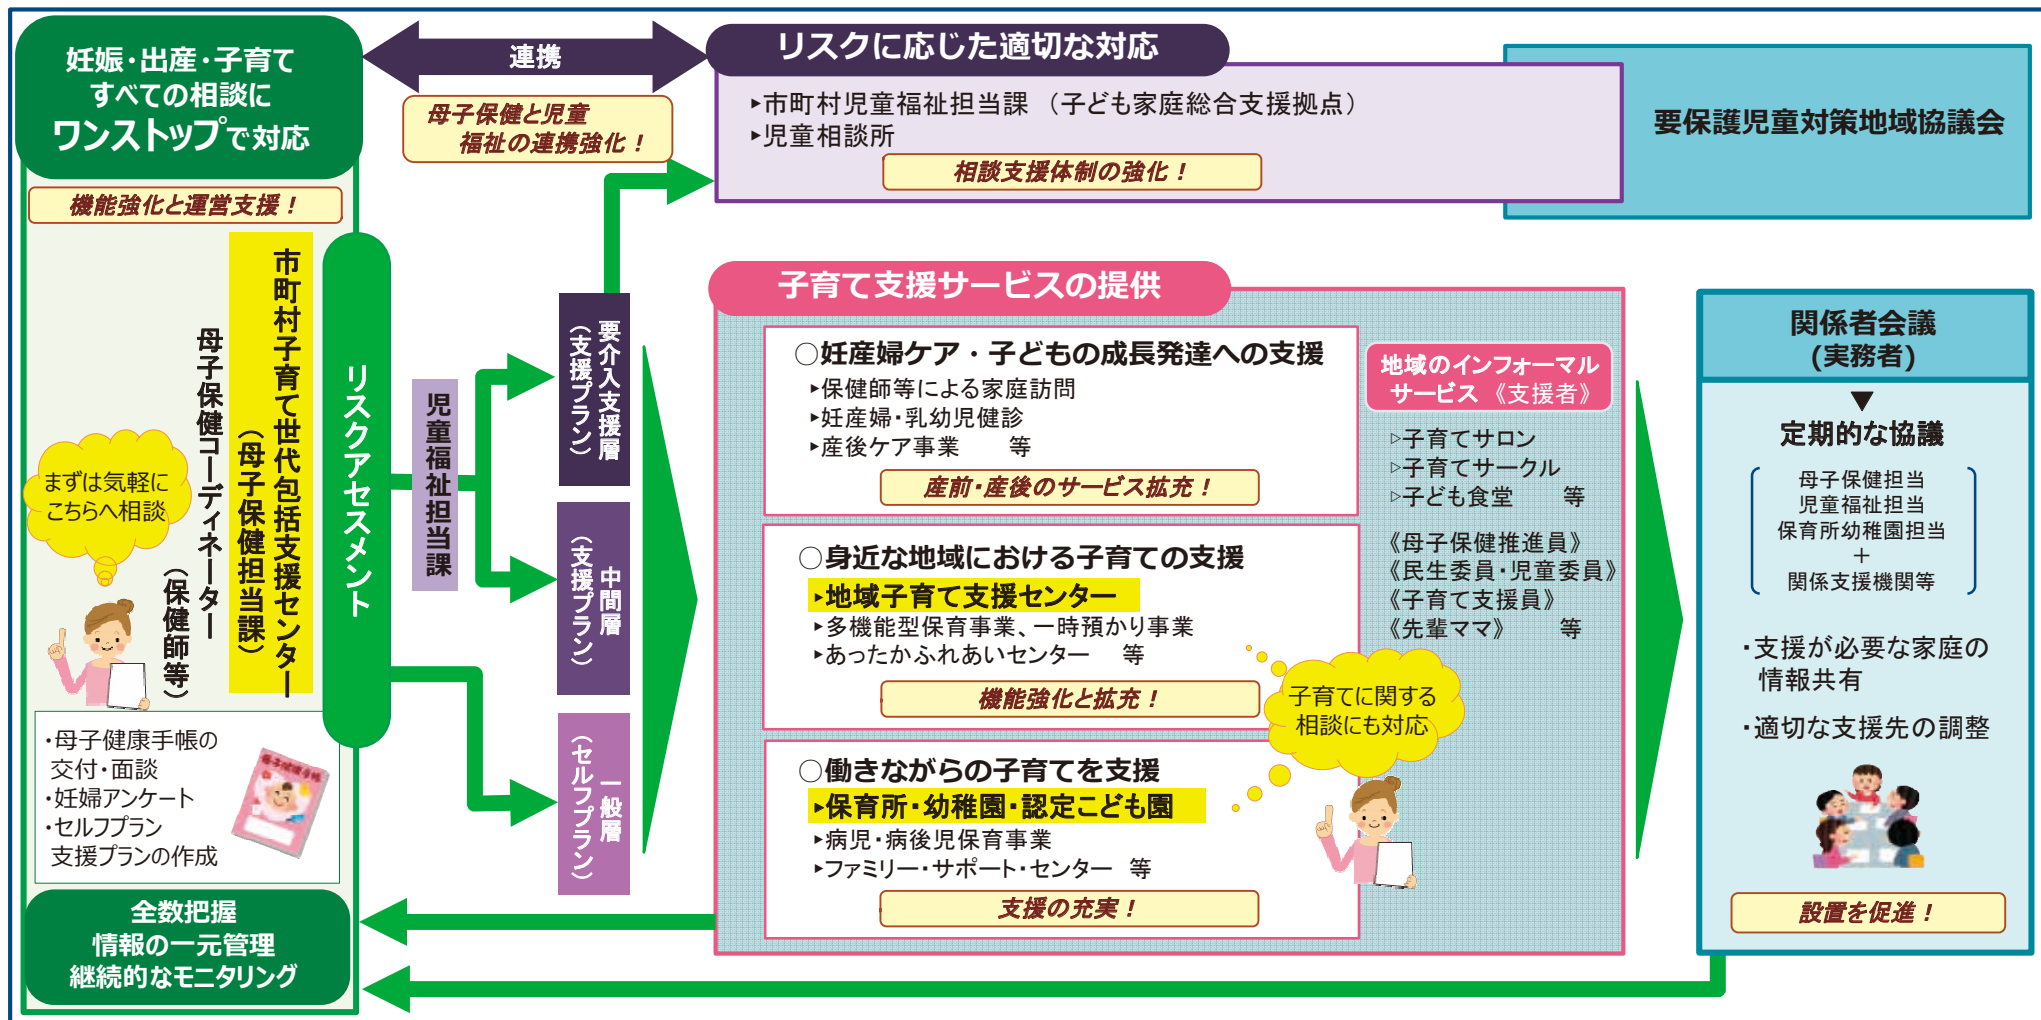 妊娠・出産・子育て
すべての相談に
ワンストップで対応
機能強化と運営支援！
市町村子育て世代包括支援センター
（母子保健担当課）
母子保健コーディネーター
（保健師等）
まずは気軽に
こちらへ相談
・母子健康手帳の
交付・面談
・妊婦アンケート
・セルフプラン
支援プランの作成
母子健康手帳
全数把握
情報の一元管理
継続的なモニタリング
リスクアセスメント
連携
母子保健と児童
福祉の連携強化！
児童福祉担当課
要介入支援層
（支援プラン）
中間層
（支援プラン）
一般層
（セルフプラン）
リスクに応じた適切な対応
▸市町村児童福祉担当課　（子ども家庭総合支援拠点）
▸児童相談所
相談支援体制の強化！
要保護児童対策地域協議会
子育て支援サービスの提供
○妊産婦ケア・子どもの成長発達への支援
▸保健師等による家庭訪問
▸妊産婦・乳幼児健診
▸産後ケア事業　　等
産前・産後のサービス拡充！
○身近な地域における子育ての支援
▸地域子育て支援センター
▸多機能型保育事業、一時預かり事業
▸あったかふれあいセンター　等
機能強化と拡充！
○働きながらの子育てを支援
▸保育所・幼稚園・認定こども園
▸病児・病後児保育事業
▸ファミリー・サポート・センター　等
支援の充実！
子育てに関する
相談にも対応
地域のインフォーマル
サービス《支援者》
▹子育てサロン
▹子育てサークル
▹子ども食堂　　等
《母子保健推進員》
《民生委員・児童委員》
《子育て支援員》
《先輩ママ》　　等
関係者会議
(実務者)
▼
定期的な協議
母子保健担当
児童福祉担当
保育所幼稚園担当
＋
関係支援機関等
・支援が必要な家庭の
情報共有
・適切な支援先の調整
設置を促進！